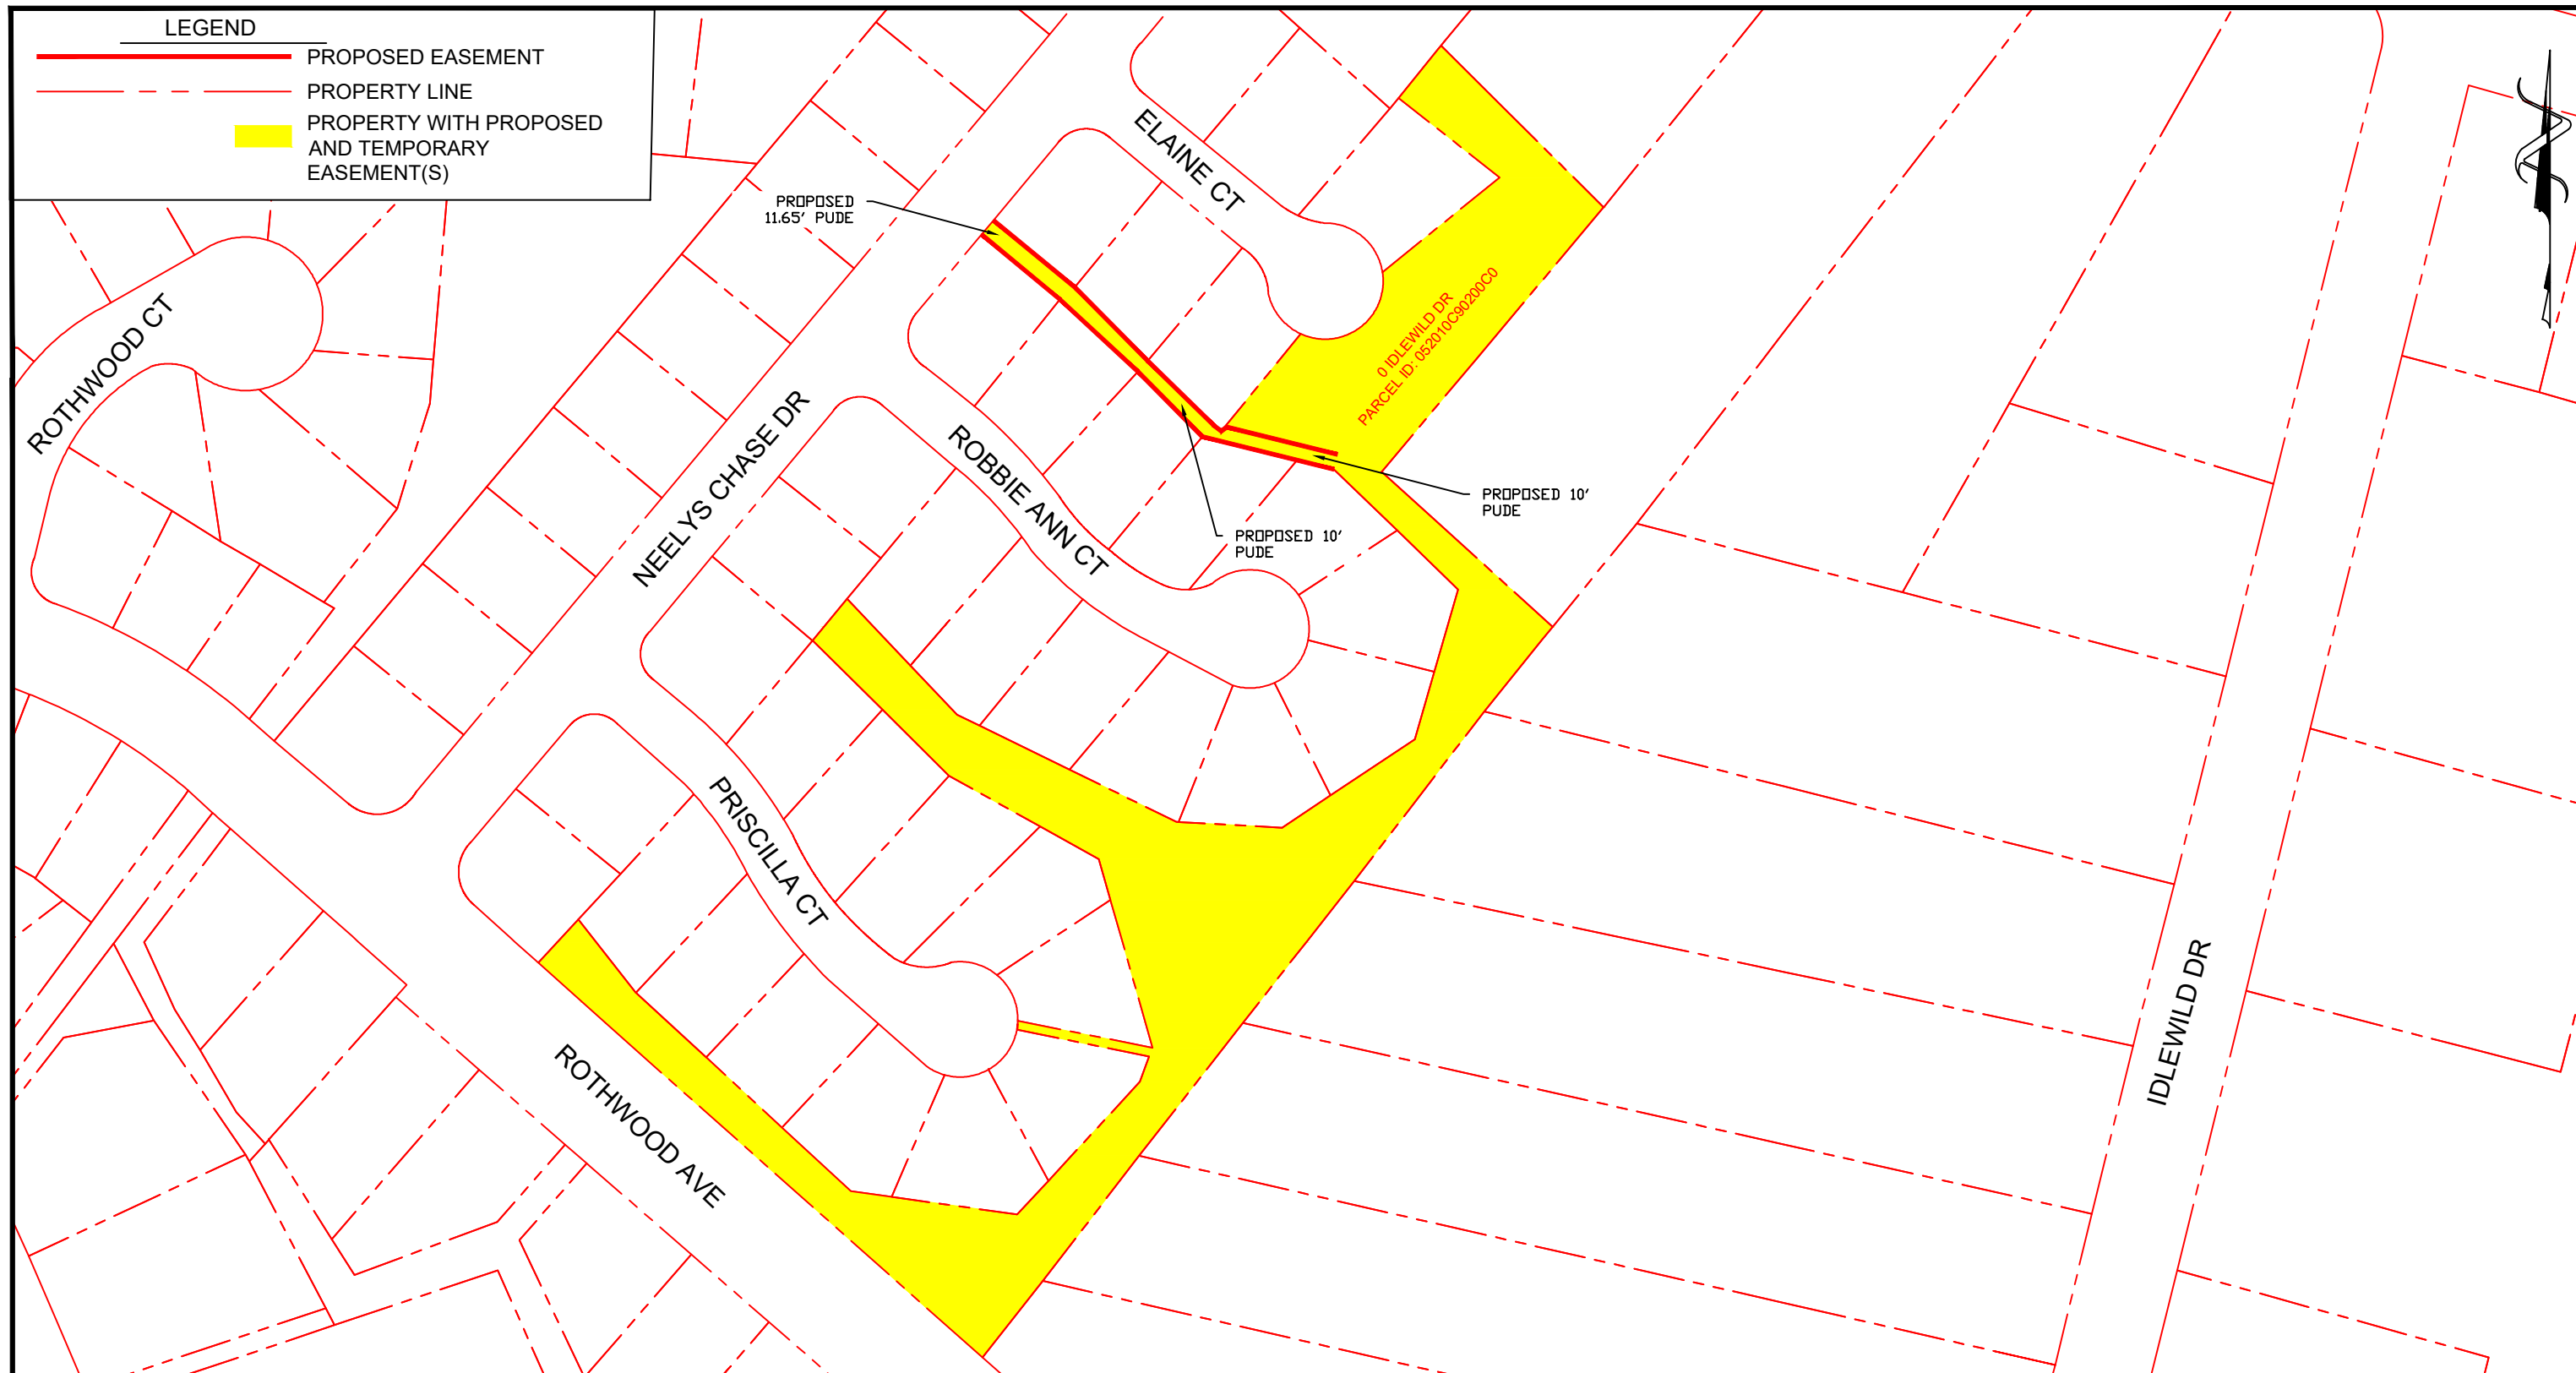 LEGEND
PROPOSED EASEMENT
PROPERTY LINE
PROPERTY WITH PROPOSED
AND TEMPORARY
EASEMENT(S)
ELAINE CT
PROPOSED
11.65' PUDE
0 IDLEWILD DR
PARCEL ID: 052010C90200C0
ROTHWOOD CT
NEELYS CHASE DR
ROBBIE ANN CT
PROPOSED 10'
PUDE
PROPOSED 10'
PUDE
PRISCILLA CT
IDLEWILD DR
ROTHWOOD AVE